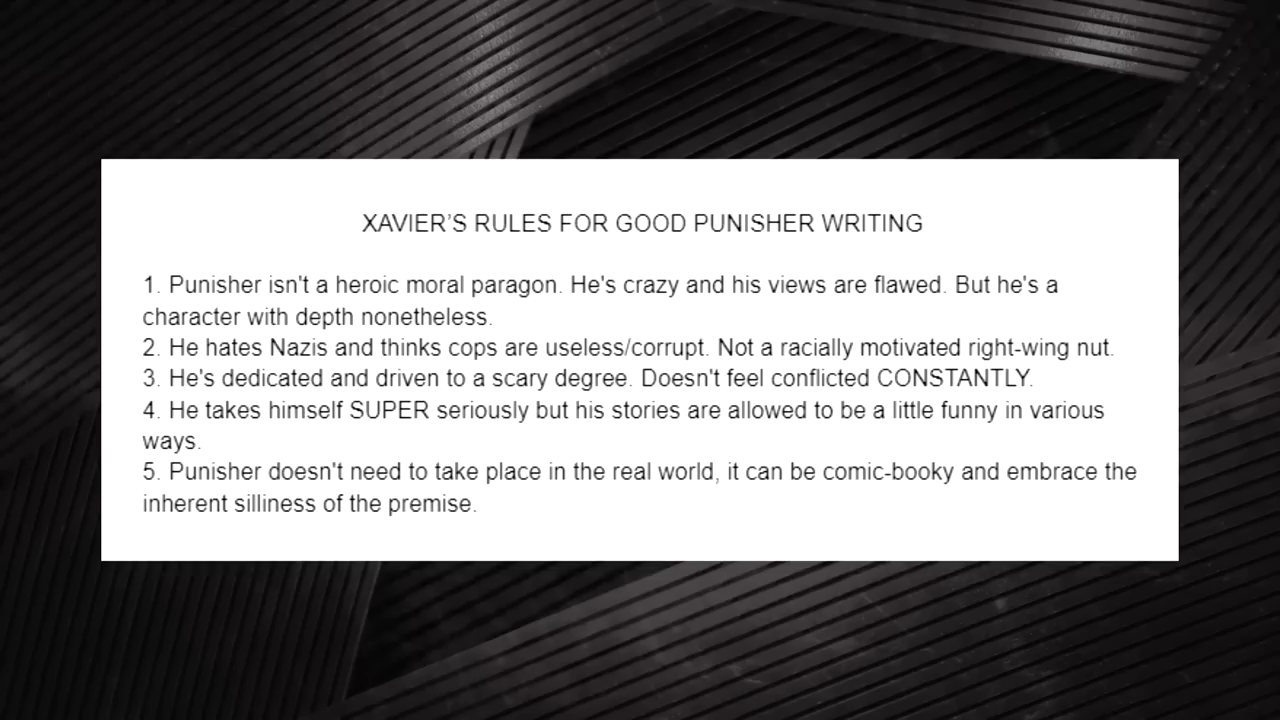 XAVIER’S RULES FOR GOOD PUNISHER WRITING
1. Punisher isn't a heroic moral paragon. He's crazy and his views are flawed. But he's a
character with depth nonetheless.
2. He hates Nazis and thinks cops are useless/corrupt. Not a racially motivated right-wing nut.
3. He's dedicated and driven to a scary degree. Doesn't feel conflicted CONSTANTLY.
4. He takes himself SUPER seriously but his stories are allowed to be a little funny in various
ways.
5. Punisher doesn't need to take place in the real world, it can be comic-booky and embrace the
inherent silliness of the premise.